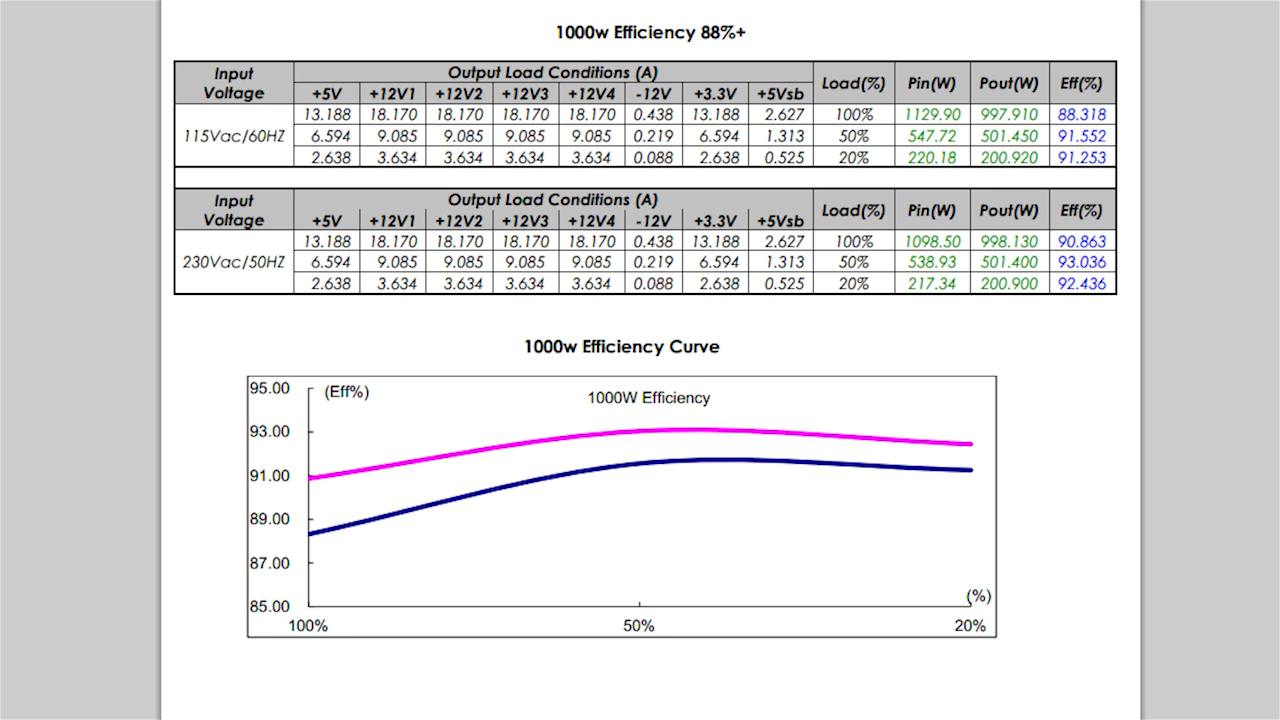 1000w Efficiency 88%+
Input Voltage Output Load Conditions (A) Load(%) Pin(W) Pout(W) Eff(%)
+5V +12V1 +12V2 +12V3 +12V4 -12V +3.3V +5Vsb
115Vac/60HZ 13.188 18.170 18.170 18.170 18.170 0.438 13.188 2.627 100% 1129.90 997.910 88.318
6.594 9.085 9.085 9.085 9.085 0.219 6.594 1.313 50% 547.72 501.450 91.552
2.638 3.634 3.634 3.634 3.634 0.088 2.638 0.525 20% 220.18 200.920 91.253
Input Voltage Output Load Conditions (A) Load(%) Pin(W) Pout(W) Eff(%)
+5V +12V1 +12V2 +12V3 +12V4 -12V +3.3V +5Vsb
230Vac/50HZ 13.188 18.170 18.170 18.170 18.170 0.438 13.188 2.627 100% 1098.50 998.130 90.863
6.594 9.085 9.085 9.085 9.085 0.219 6.594 1.313 50% 538.93 501.400 93.036
2.638 3.634 3.634 3.634 3.634 0.088 2.638 0.525 20% 217.34 200.900 92.436
1000w Efficiency Curve
95.00 (Eff%) 1000W Efficiency
93.00
91.00
89.00
87.00
85.00 (%)
100% 50% 20%